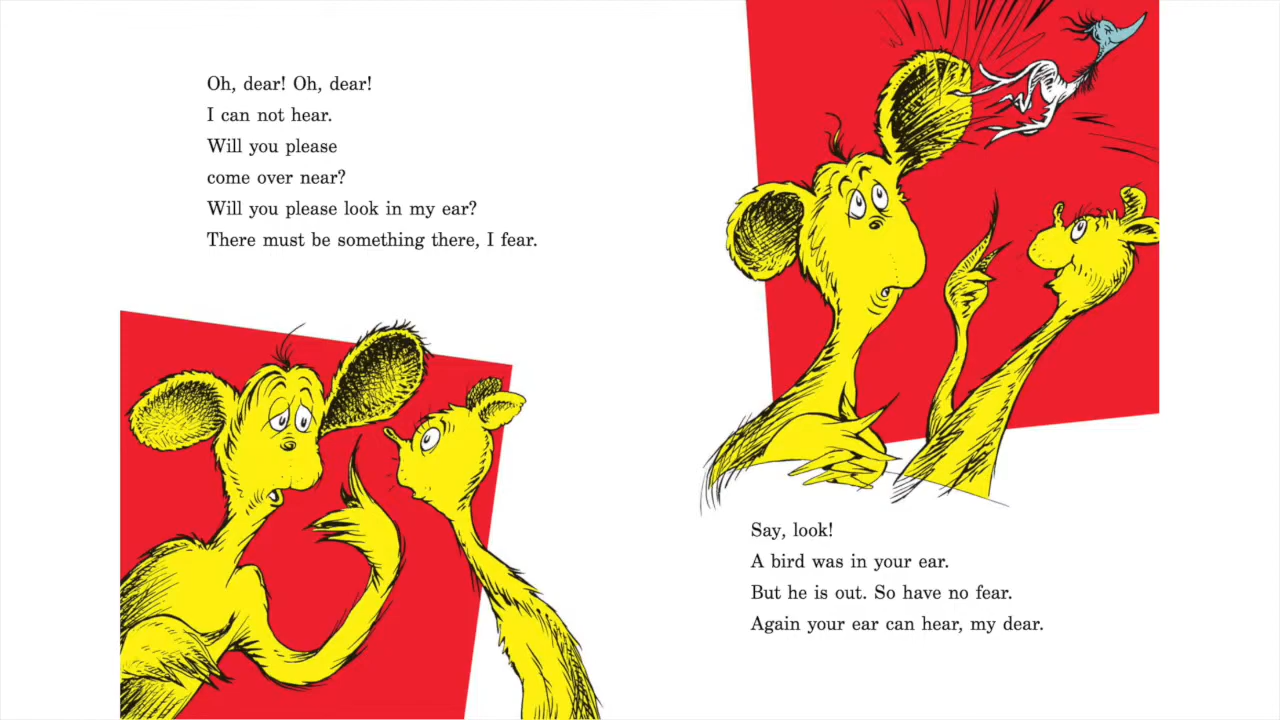 Oh, dear! Oh, dear!
I can not hear.
Will you please
come over near?
Will you please look in my ear?
There must be something there, I fear.
Say, look!
A bird was in your ear.
But he is out. So have no fear.
Again your ear can hear, my dear.